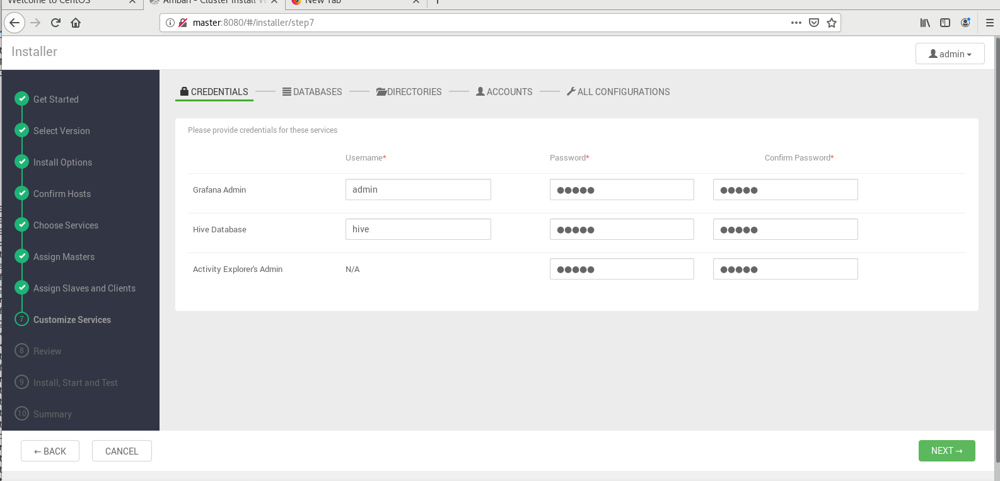 Welcome to CentOS
Ambari - Cluster Install W
New Tab
master:8080/#/installer/step7
Installer
admin
CREDENTIALS
DATABASES
DIRECTORIES
ACCOUNTS
ALL CONFIGURATIONS
Get Started
Select Version
Install Options
Confirm Hosts
Choose Services
Assign Masters
Assign Slaves and Clients
7 Customize Services
8 Review
9 Install, Start and Test
10 Summary
Please provide credentials for these services
Username* Password* Confirm Password*
Grafana Admin admin ●●●●● ●●●●●
Hive Database hive ●●●●● ●●●●●
Activity Explorer's Admin N/A ●●●●● ●●●●●
← BACK
CANCEL
NEXT →